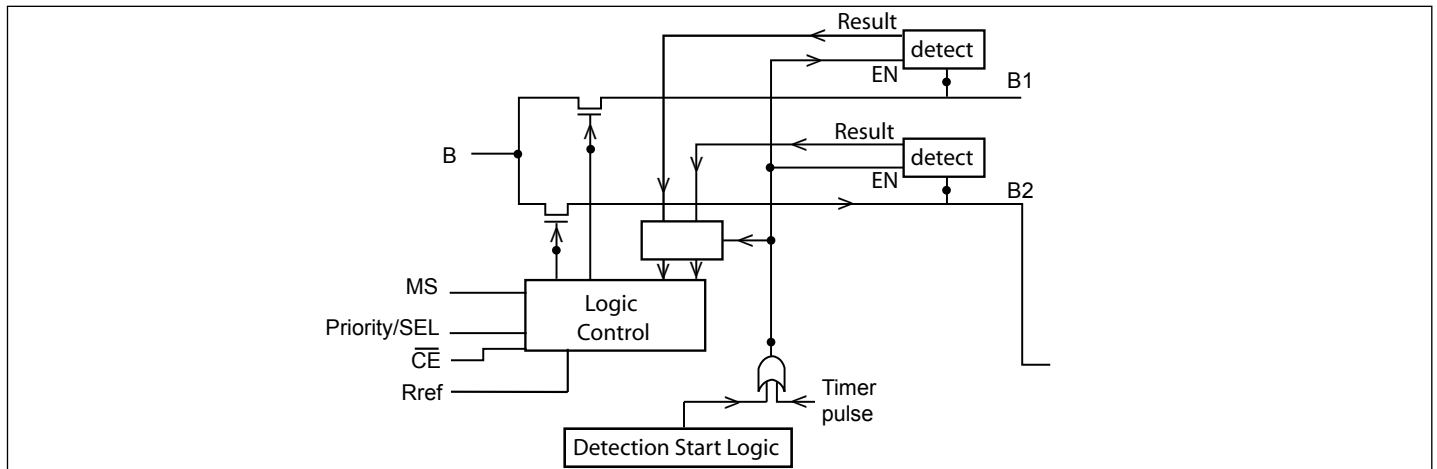 Result
detect
EN
B1
Result
B
detect
EN
B2
MS
Logic
Control
Priority/SEL
CE
Rref
Timer
pulse
Detection Start Logic